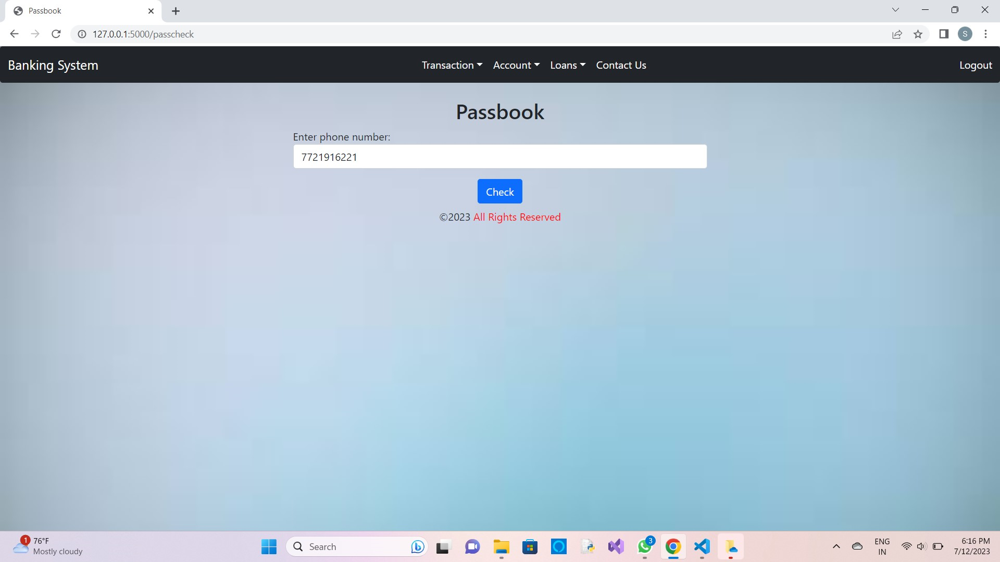 Passbook
127.0.0.1:5000/passcheck
S
Banking System
Transaction
Account
Loans
Contact Us
Logout
Passbook
Enter phone number:
7721916221
Check
©2023 All Rights Reserved
1
76°F
Mostly cloudy
Search
3
ENG
IN
6:16 PM
7/12/2023